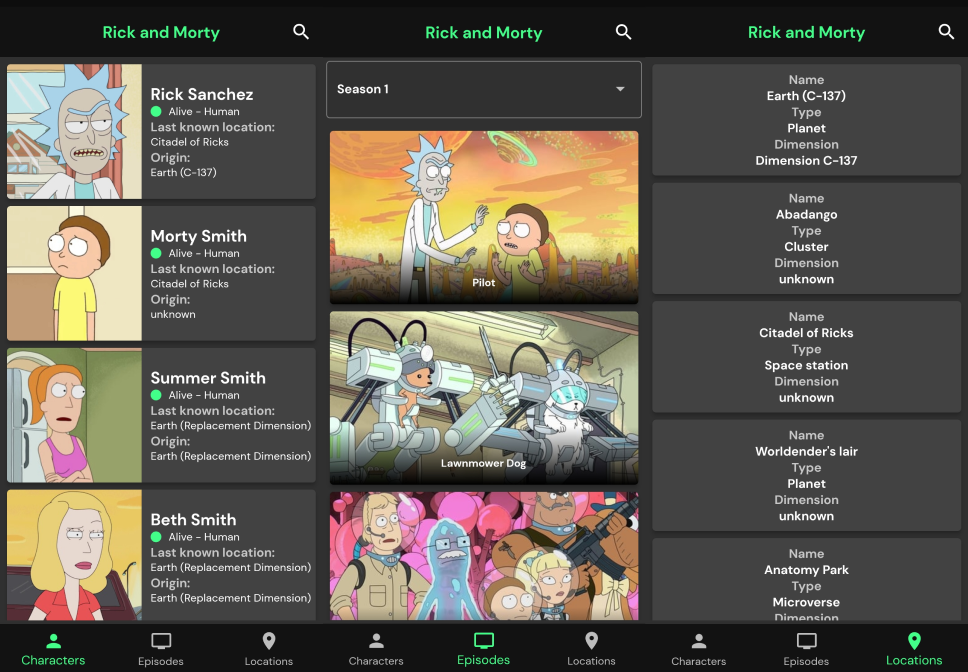 Rick and Morty
Rick Sanchez
Alive - Human
Last known location:
Citadel of Ricks
Origin:
Earth (C-137)
Morty Smith
Alive - Human
Last known location:
Citadel of Ricks
Origin:
unknown
Summer Smith
Alive - Human
Last known location:
Earth (Replacement Dimension)
Origin:
Earth (Replacement Dimension)
Beth Smith
Alive - Human
Last known location:
Earth (Replacement Dimension)
Origin:
Earth (Replacement Dimension)
Characters
Episodes
Locations
Rick and Morty
Season 1
Pilot
Lawnmower Dog
Characters
Episodes
Locations
Rick and Morty
Name
Earth (C-137)
Type
Planet
Dimension
Dimension C-137
Name
Abadango
Type
Cluster
Dimension
unknown
Name
Citadel of Ricks
Type
Space station
Dimension
unknown
Name
Worldender's lair
Type
Planet
Dimension
unknown
Name
Anatomy Park
Type
Microverse
Dimension
Characters
Episodes
Locations